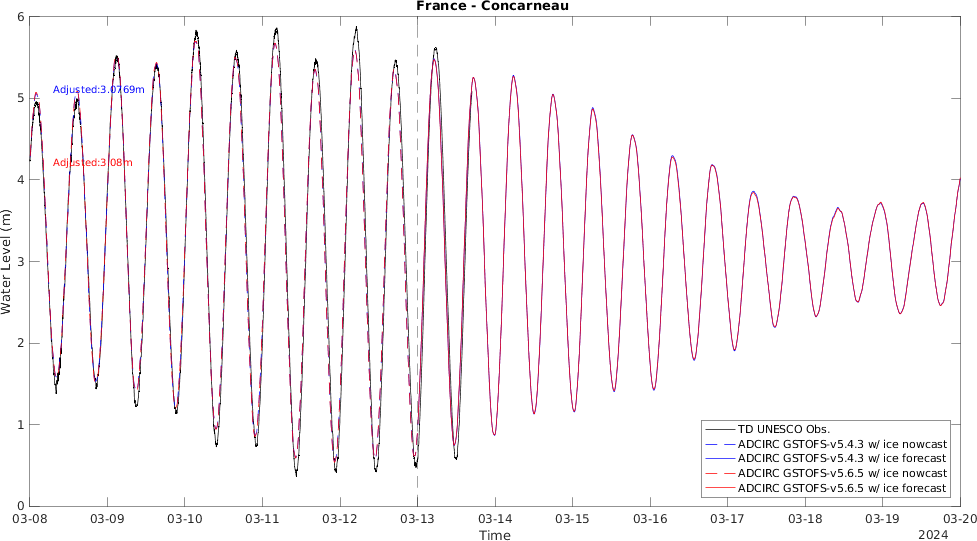 France - Concarneau
6
5
4
3
2
1
0
Water Level (m)
Adjusted:3.0769m
Adjusted:3.08m
TD UNESCO Obs.
ADCIRC GSTOFS-v5.4.3 w/ ice nowcast
ADCIRC GSTOFS-v5.4.3 w/ ice forecast
ADCIRC GSTOFS-v5.6.5 w/ ice nowcast
ADCIRC GSTOFS-v5.6.5 w/ ice forecast
03-08 03-09 03-10 03-11 03-12 03-13 03-14 03-15 03-16 03-17 03-18 03-19 03-20
Time
2024